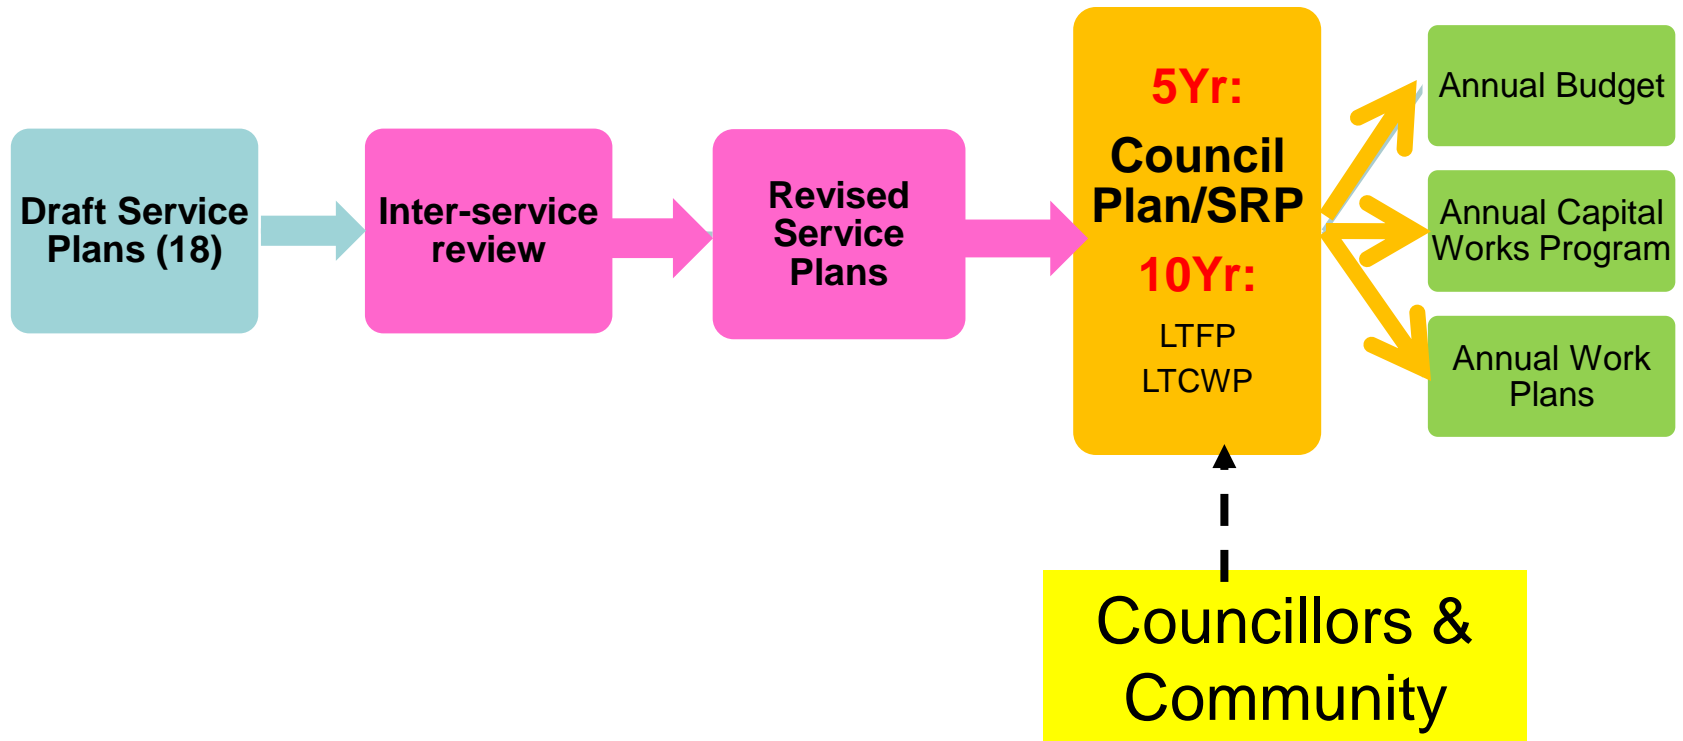 Draft Service
Plans (18)
Inter-service
review
Revised
Service
Plans
5Yr:
Council
Plan/SRP
10Yr:
LTFP
LTCWP
Annual Budget
Annual Capital
Works Program
Annual Work
Plans
Councillors &
Community